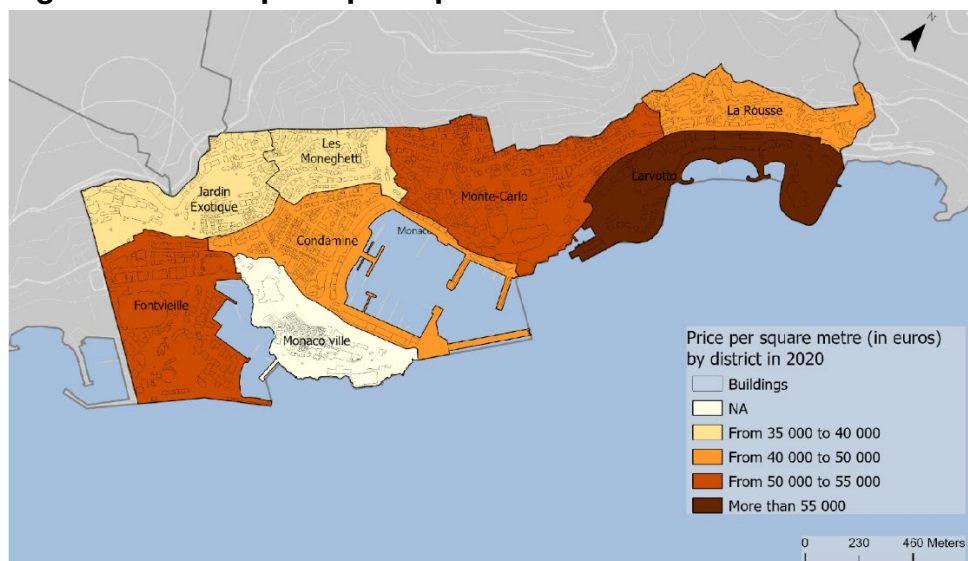 N
La Rousse
Les
Moneghetti
Larvotto
Jardin
Exotique
Monte-Carlo
Condamine
Monaco
Fontvieille
Monaco ville
Price per square metre (in euros)
by district in 2020
Buildings
NA
From 35 000 to 40 000
From 40 000 to 50 000
From 50 000 to 55 000
More than 55 000
0 230 460 Meters